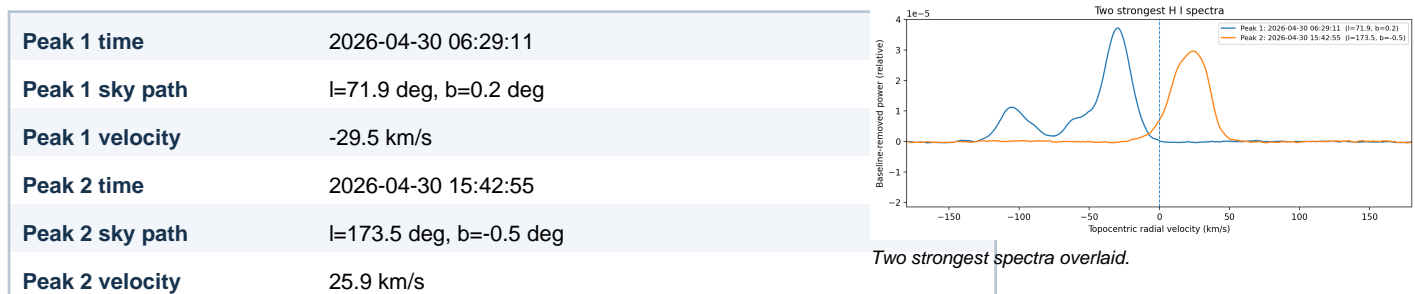 Peak 1 time 2026-04-30 06:29:11
Peak 1 sky path l=71.9 deg, b=0.2 deg
Peak 1 velocity -29.5 km/s
Peak 2 time 2026-04-30 15:42:55
Peak 2 sky path l=173.5 deg, b=-0.5 deg
Peak 2 velocity 25.9 km/s
Two strongest H I spectra
1e−5
Peak 1: 2026-04-30 06:29:11 (l=71.9, b=0.2)
Peak 2: 2026-04-30 15:42:55 (l=173.5, b=-0.5)
Baseline-removed power (relative)
4
3
2
1
0
−1
−2
−150 −100 −50 0 50 100 150
Topocentric radial velocity (km/s)
Two strongest spectra overlaid.